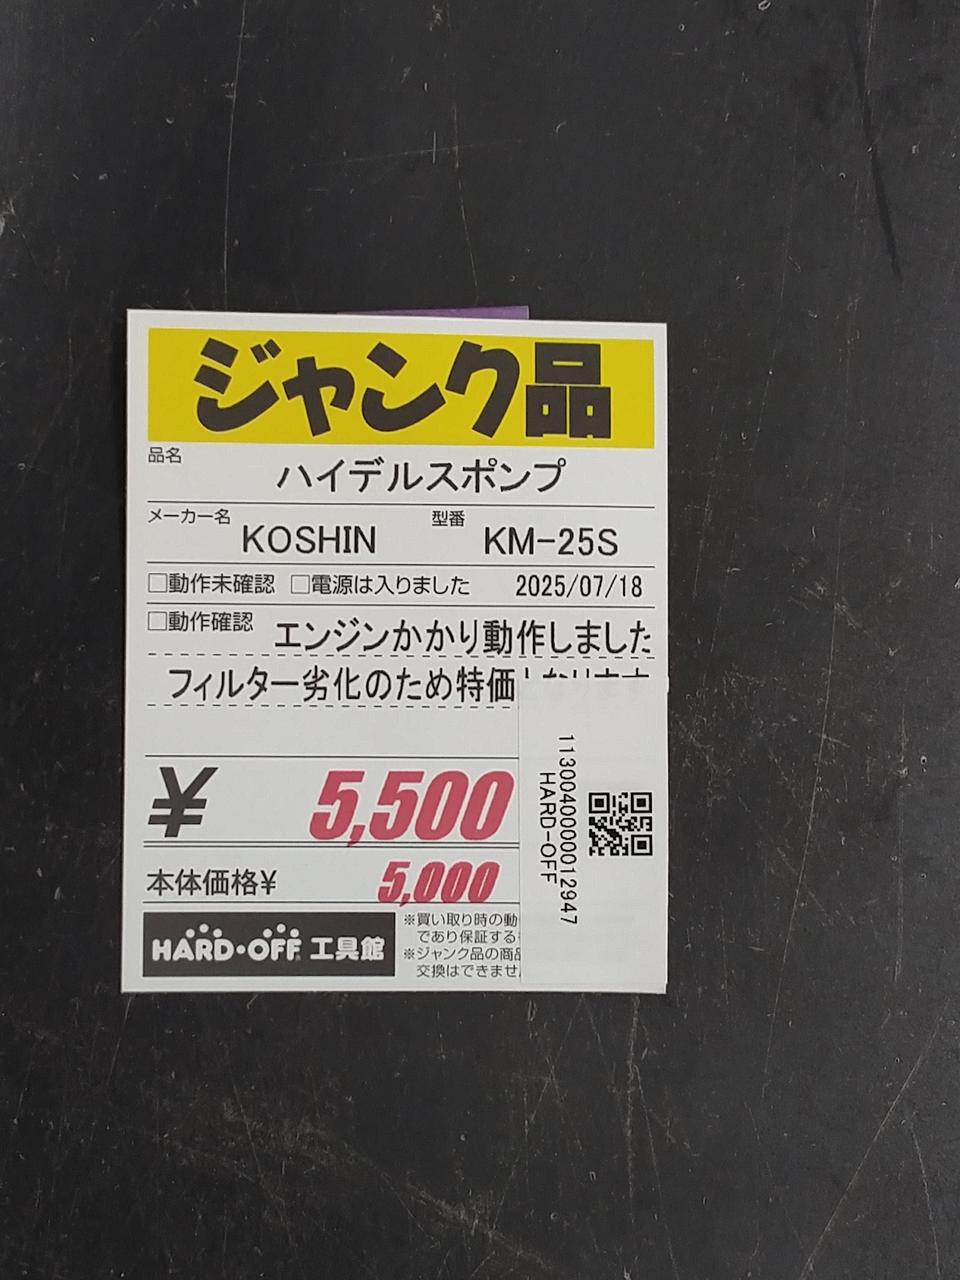 ジャンク品
品名
ハイデルスポンプ
メーカー名 KOSHIN 型番 KM-25S
□動作未確認 □電源は入りました 2025/07/18
□動作確認 エンジンかかり動作しました
フィルター劣化のため特価となります
¥ 5,500
本体価格¥ 5,000
HARD・OFF 工具館
※買い取り時の動
であり保証する
※ジャンク品の商品
交換はできませ
1130040000012947
HARD-OFF